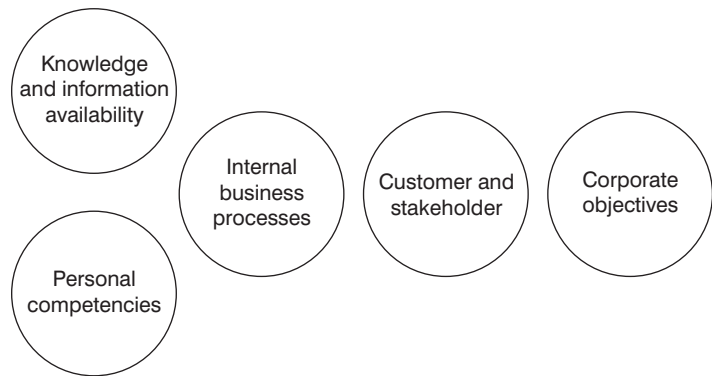 Knowledge
and information
availability
Personal
competencies
Internal
business
processes
Customer and
stakeholder
Corporate
objectives